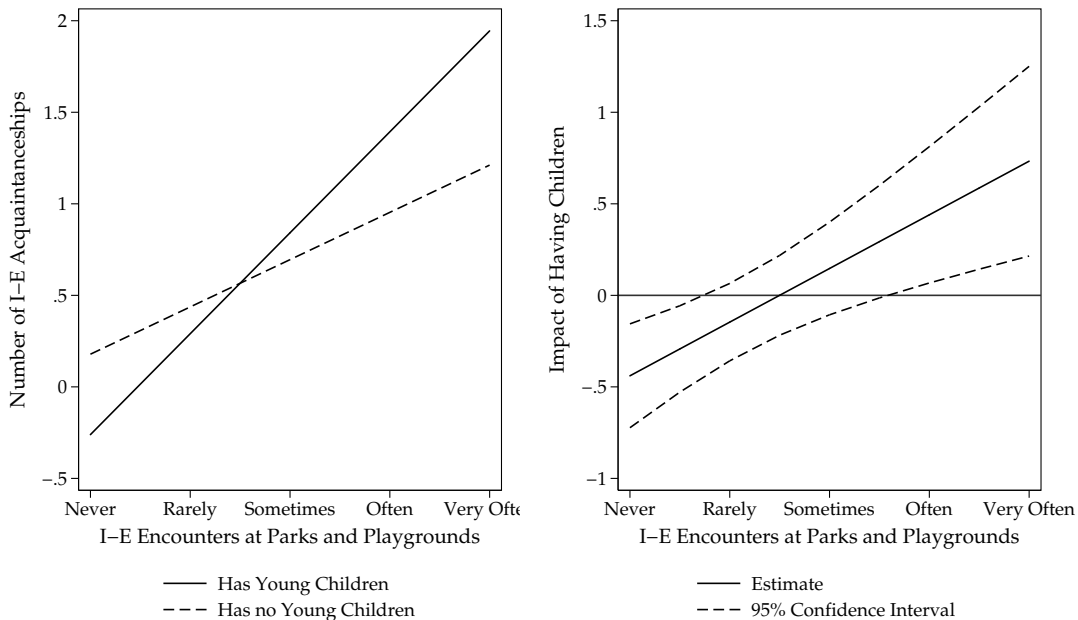 Number of I–E Acquaintanceships
2
1.5
1
.5
0
–.5
Never Rarely Sometimes Often Very Ofte
I–E Encounters at Parks and Playgrounds
Has Young Children
Has no Young Children
Impact of Having Children
1.5
1
.5
0
–.5
–1
Never Rarely Sometimes Often Very Often
I–E Encounters at Parks and Playgrounds
Estimate
95% Confidence Interval